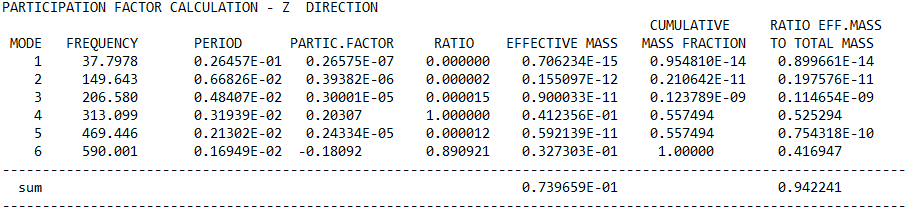 PARTICIPATION FACTOR CALCULATION - Z  DIRECTION
CUMULATIVE     RATIO EFF.MASS
MODE   FREQUENCY       PERIOD      PARTIC.FACTOR     RATIO    EFFECTIVE MASS   MASS FRACTION   TO TOTAL MASS
1     37.7978       0.26457E-01   0.26575E-07    0.000000    0.706234E-15   0.954810E-14    0.899661E-14
2     149.643       0.66826E-02   0.39382E-06    0.000002    0.155097E-12   0.210641E-11    0.197576E-11
3     206.580       0.48407E-02   0.30001E-05    0.000015    0.900033E-11   0.123789E-09    0.114654E-09
4     313.099       0.31939E-02   0.20307        1.000000    0.412356E-01   0.557494        0.525294
5     469.446       0.21302E-02   0.24334E-05    0.000012    0.592139E-11   0.557494        0.754318E-10
6     590.001       0.16949E-02  -0.18092        0.890921    0.327303E-01    1.00000        0.416947
sum                                                          0.739659E-01                   0.942241